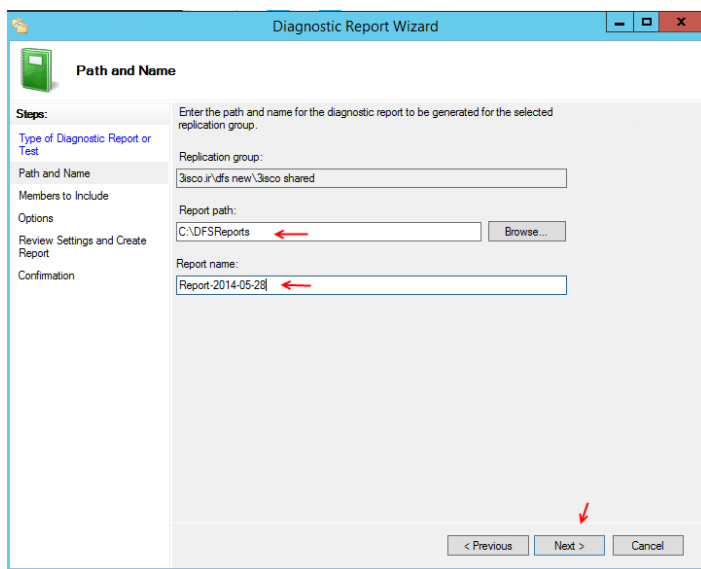 Diagnostic Report Wizard
Path and Name
Steps:
Type of Diagnostic Report or
Test
Path and Name
Members to Include
Options
Review Settings and Create
Report
Confirmation
Enter the path and name for the diagnostic report to be generated for the selected
replication group.
Replication group:
3isco.ir\dfs new\3isco shared
Report path:
C:\DFSReports
Browse...
Report name:
Report-2014-05-28
< Previous
Next >
Cancel